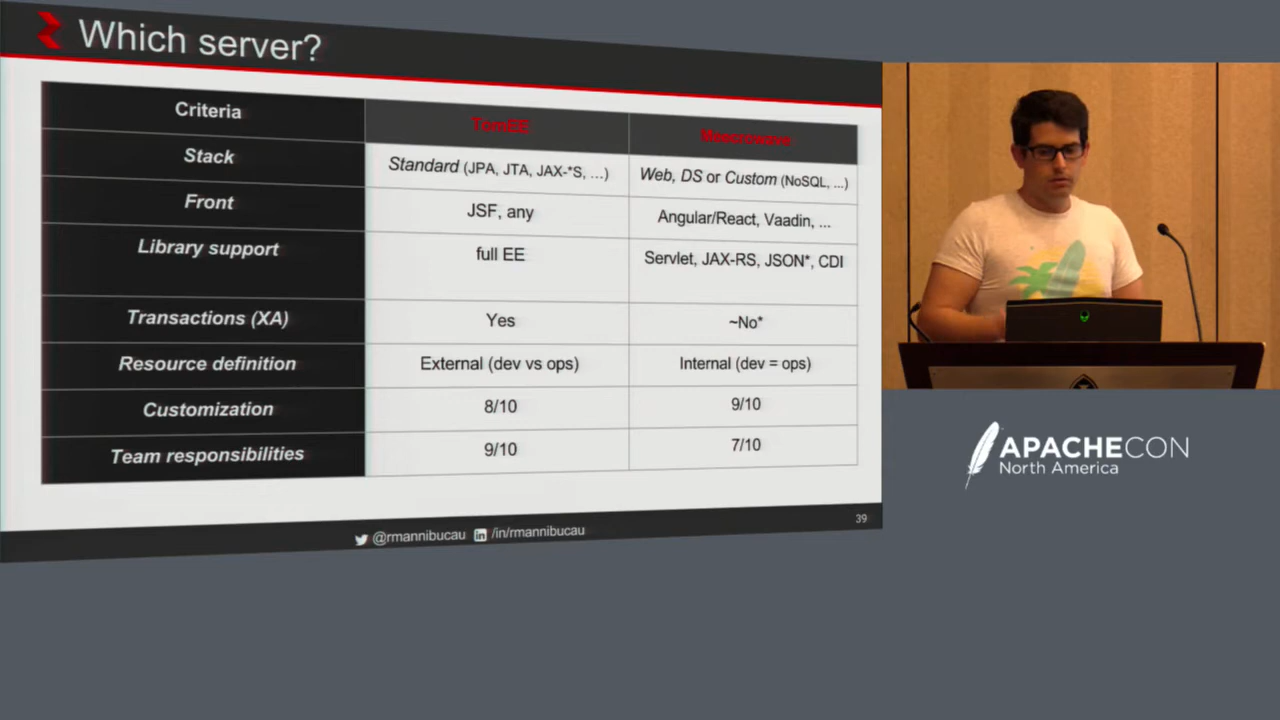 Which server?
Criteria TomEE Meecrowave
Stack Standard (JPA, JTA, JAX-*S, ...) Web, DS or Custom (NoSQL, ...)
Front JSF, any Angular/React, Vaadin, ...
Library support full EE Servlet, JAX-RS, JSON*, CDI
Transactions (XA) Yes ~No*
Resource definition External (dev vs ops) Internal (dev = ops)
Customization 8/10 9/10
Team responsibilities 9/10 7/10
@rmannibucau /in/rmannibucau
39
APACHECON
North America